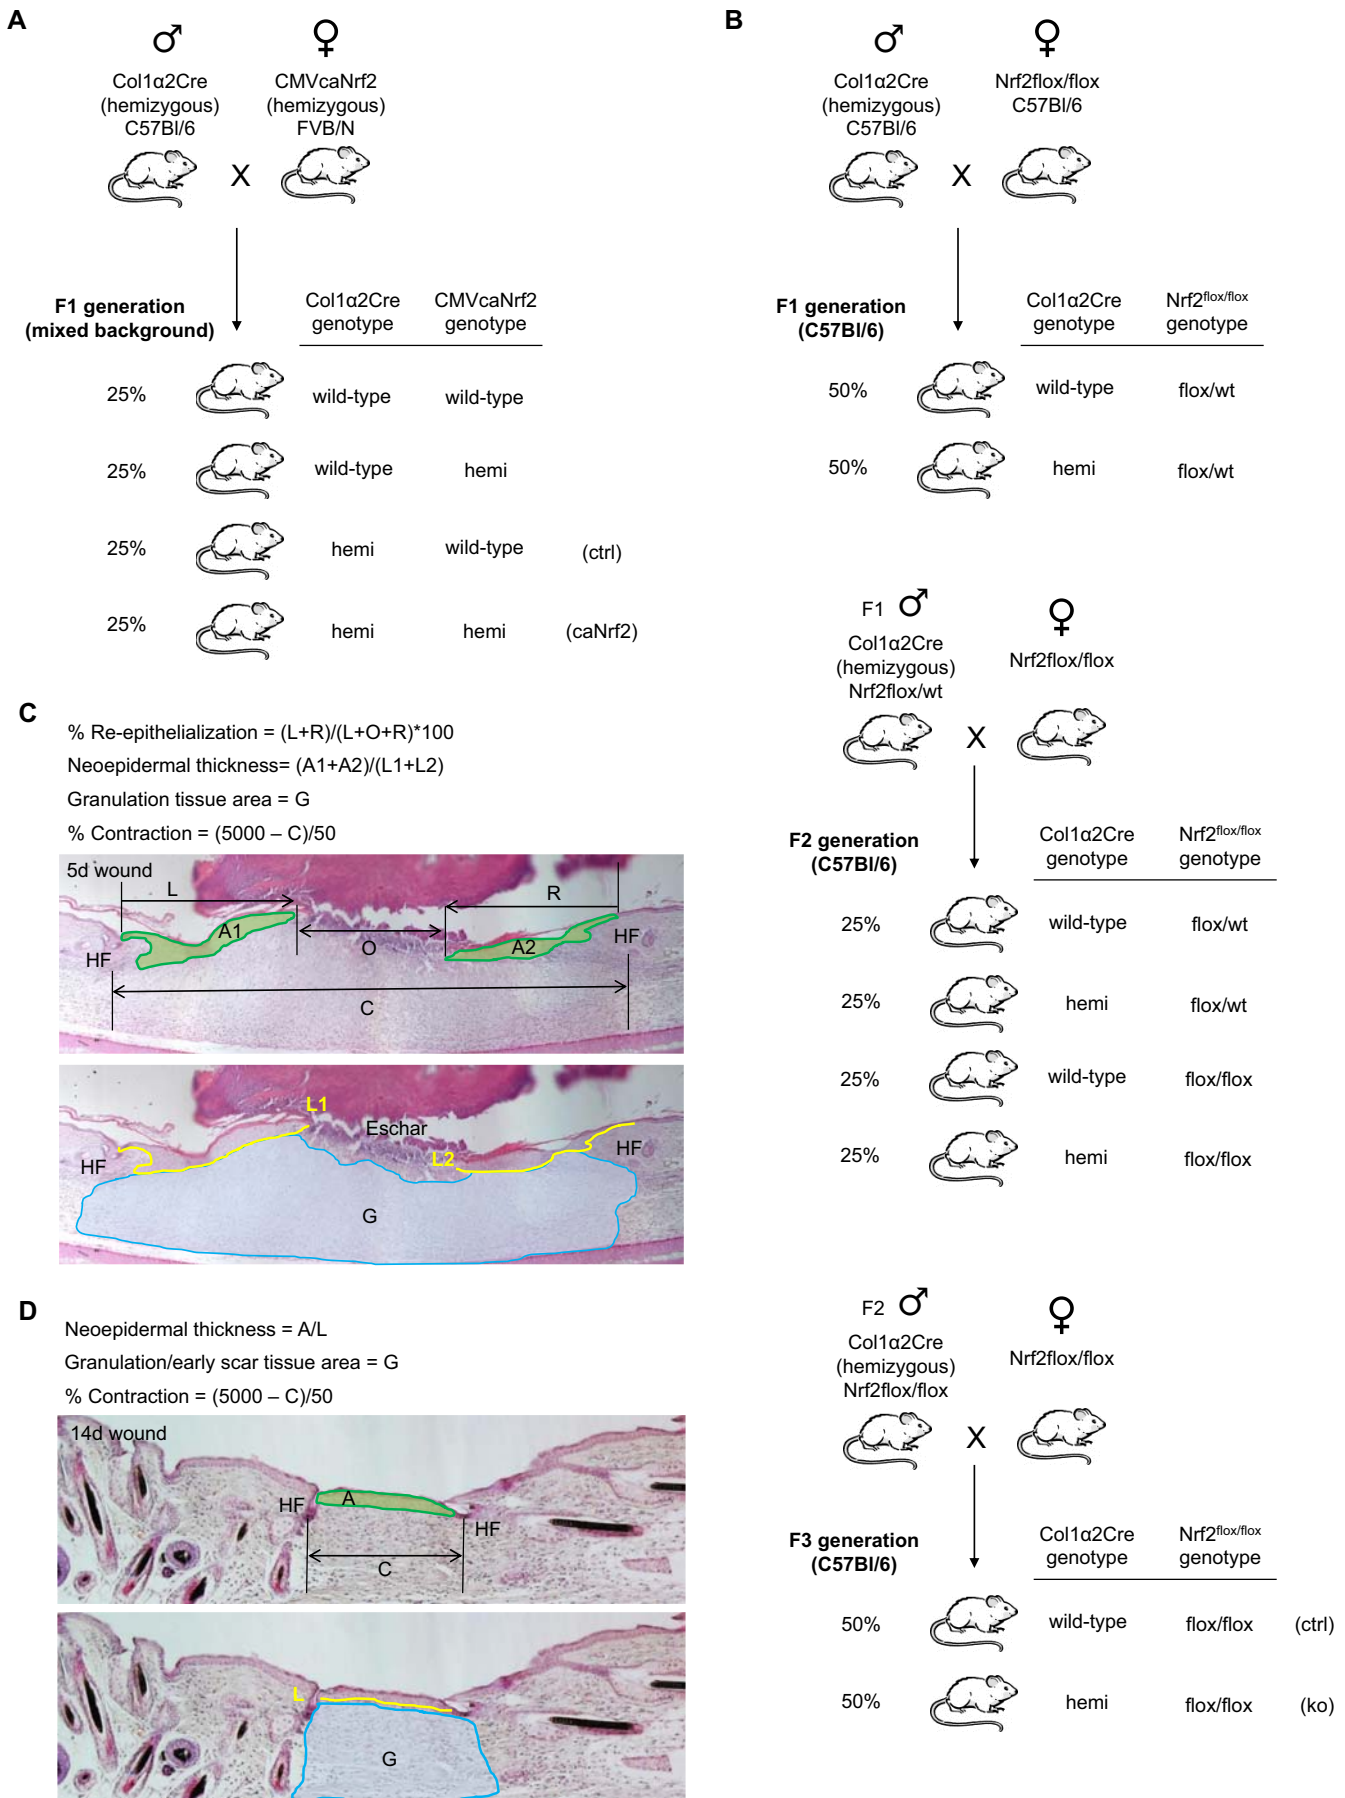 A
♂
♀
Col1α2Cre
(hemizygous)
C57Bl/6
CMVcaNrf2
(hemizygous)
FVB/N
X
F1 generation
(mixed background)
Col1α2Cre
genotype
CMVcaNrf2
genotype
25%
wild-type
wild-type
25%
wild-type
hemi
25%
hemi
wild-type
(ctrl)
25%
hemi
hemi
(caNrf2)
B
♂
♀
Col1α2Cre
(hemizygous)
C57Bl/6
Nrf2flox/flox
C57Bl/6
X
F1 generation
(C57Bl/6)
Col1α2Cre
genotype
Nrf2flox/flox
genotype
50%
wild-type
flox/wt
50%
hemi
flox/wt
F1 ♂
♀
Col1α2Cre
(hemizygous)
Nrf2flox/wt
Nrf2flox/flox
X
F2 generation
(C57Bl/6)
Col1α2Cre
genotype
Nrf2flox/flox
genotype
25%
wild-type
flox/wt
25%
hemi
flox/wt
25%
wild-type
flox/flox
25%
hemi
flox/flox
F2 ♂
♀
Col1α2Cre
(hemizygous)
Nrf2flox/flox
Nrf2flox/flox
X
F3 generation
(C57Bl/6)
Col1α2Cre
genotype
Nrf2flox/flox
genotype
50%
wild-type
flox/flox
(ctrl)
50%
hemi
flox/flox
(ko)
C
% Re-epithelialization = (L+R)/(L+O+R)*100
Neoepidermal thickness= (A1+A2)/(L1+L2)
Granulation tissue area = G
% Contraction = (5000 – C)/50
5d wound
L
R
A1
O
A2
HF
HF
C
L1
Eschar
L2
HF
HF
G
D
Neoepidermal thickness = A/L
Granulation/early scar tissue area = G
% Contraction = (5000 – C)/50
14d wound
HF
A
HF
C
L
G